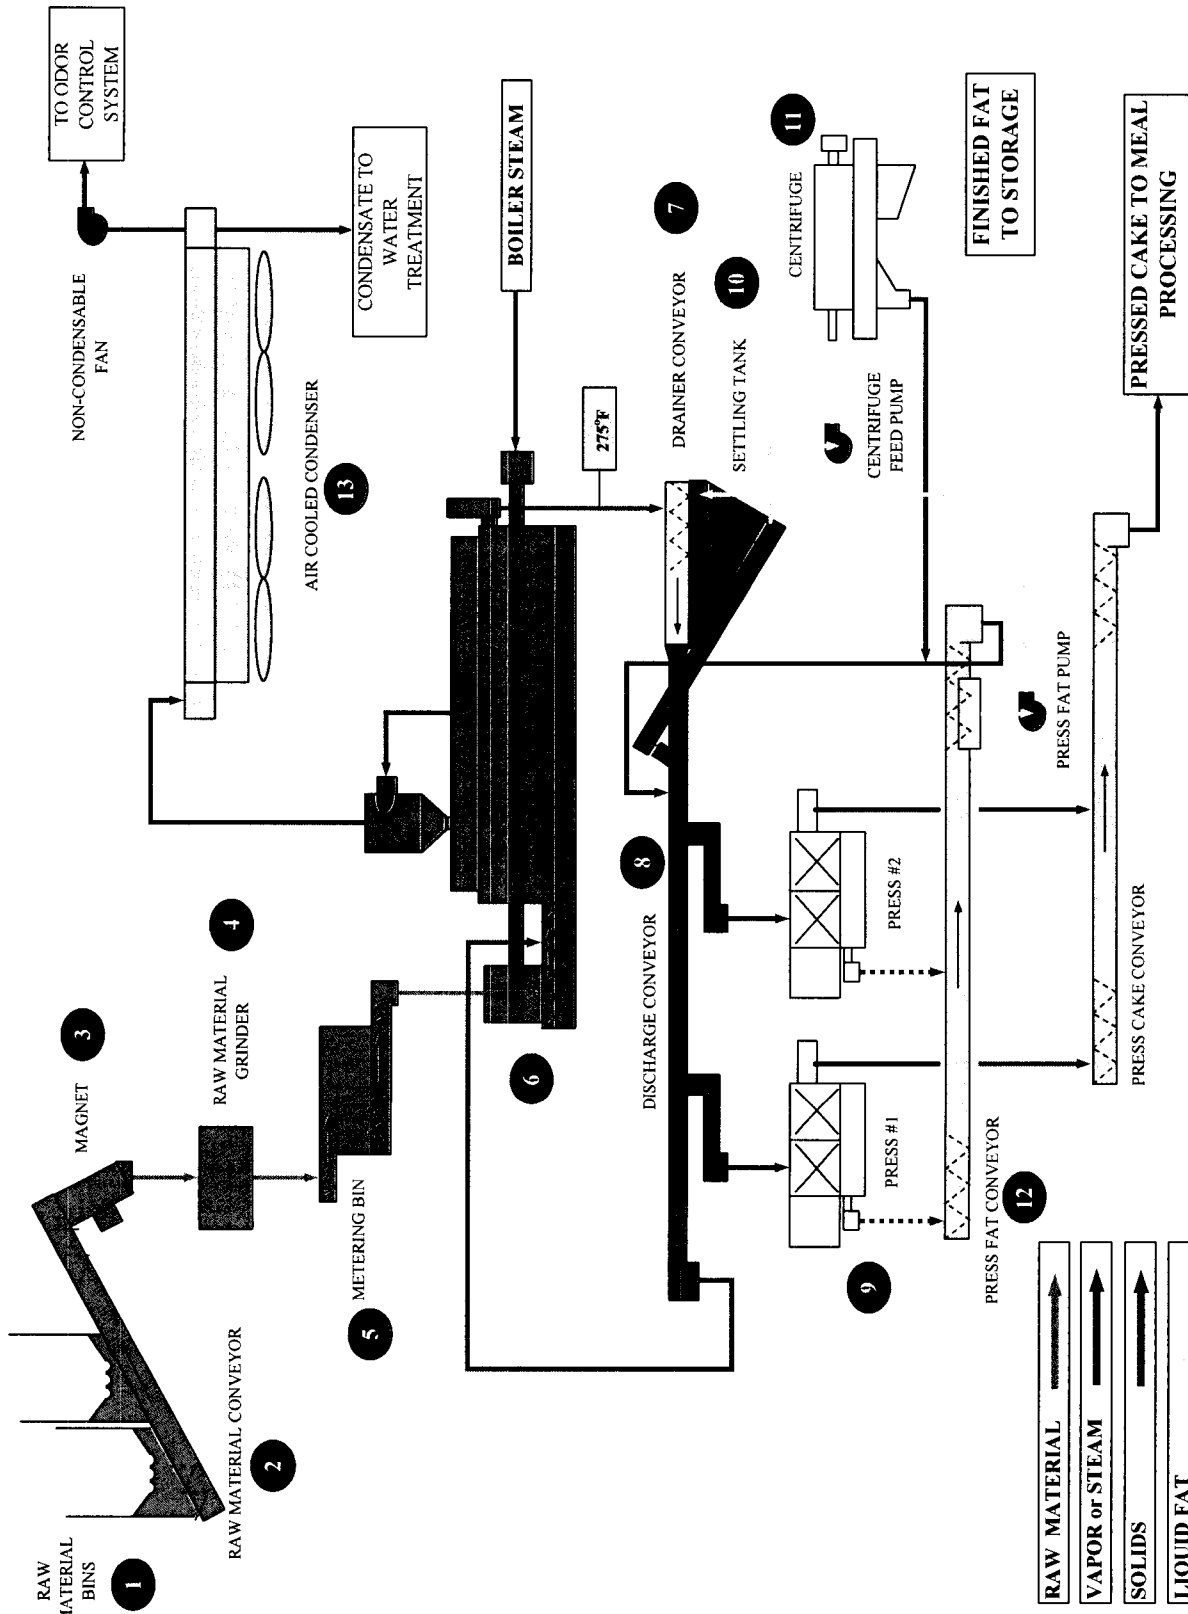 RAW
MATERIAL
BINS
1
RAW MATERIAL CONVEYOR
2
MAGNET
3
RAW MATERIAL
GRINDER
4
METERING BIN
5
6
NON-CONDENSABLE
FAN
TO ODOR
CONTROL
SYSTEM
AIR COOLED CONDENSER
13
CONDENSATE TO
WATER
TREATMENT
BOILER STEAM
275°F
DRAINER CONVEYOR
7
SETTLING TANK
10
DISCHARGE CONVEYOR
8
CENTRIFUGE
11
CENTRIFUGE
FEED PUMP
PRESS #1
PRESS #2
9
FINISHED FAT
TO STORAGE
PRESS FAT CONVEYOR
12
PRESS FAT PUMP
PRESS CAKE CONVEYOR
PRESSED CAKE TO MEAL
PROCESSING
RAW MATERIAL
VAPOR or STEAM
SOLIDS
LIQUID FAT